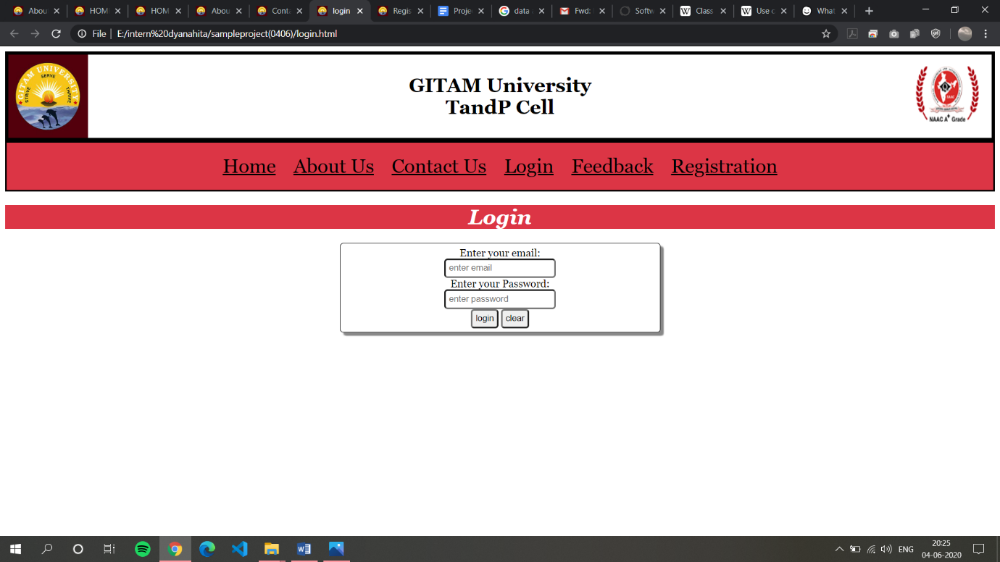 Abou HOM HOM Abou Conta login Regis Proje data Fwd: Softw Class Use c What
File E:/intern%20dyanahita/sampleproject(0406)/login.html
GITAM UNIVERSITY
STRIVE SERVE THRIVE
GITAM University
TandP Cell
NAAC A+ Grade
Home About Us Contact Us Login Feedback Registration
Login
Enter your email:
enter email
Enter your Password:
enter password
login clear
ENG
20:25
04-06-2020